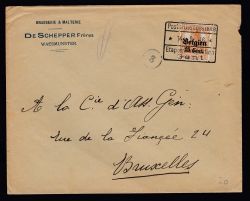 BRASSERIE & MALTERIE
DE SCHEPPER Frères
WAESMUNSTER
Belgien
A la Cie d'Ass. Gén.
rue de la Fiancée 24
Bruxelles